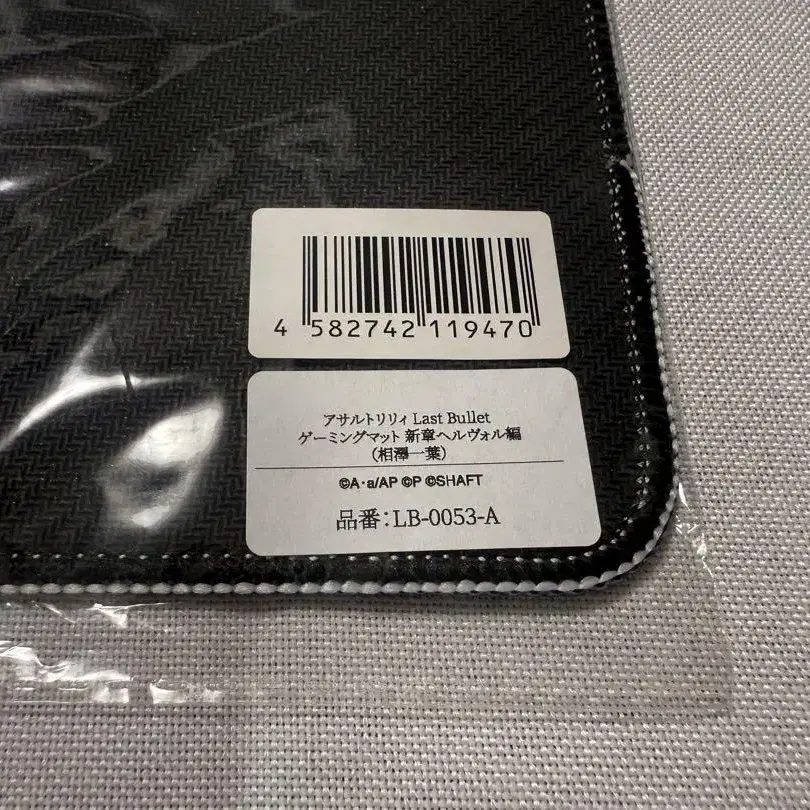 4 582742 119470
アサルトリリィ Last Bullet
ゲーミングマット 新章ヘルヴォル編
（相澤一葉）
©A・a/AP ©P ©SHAFT
品番：LB-0053-A